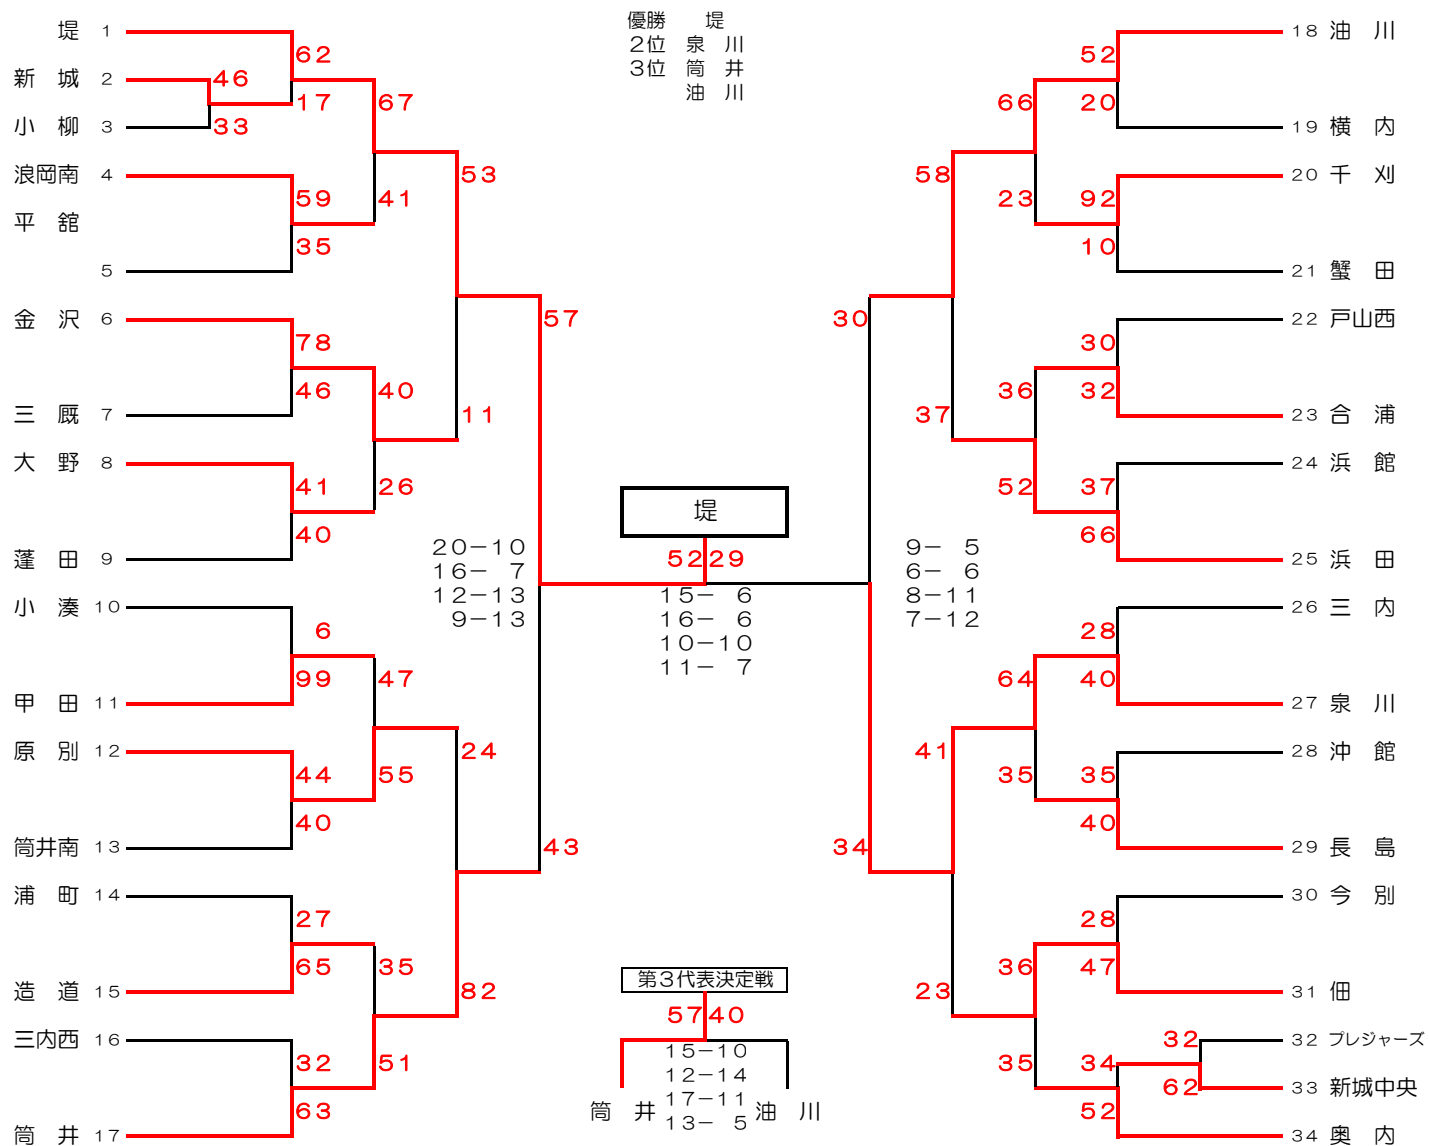 優勝　堤
2位　泉　川
3位　筒　井
油　川
堤 1
新　城 2
小　柳 3
浪岡南 4
平　舘
5
金　沢 6
三　厩 7
大　野 8
蓬　田 9
小　湊 10
甲　田 11
原　別 12
筒井南 13
浦　町 14
造　道 15
三内西 16
筒　井 17
62
46
17
33
59
35
78
46
41
40
6
99
44
40
27
65
32
63
67
41
40
26
47
55
35
51
53
11
24
82
57
43
20－10
16－ 7
12－13
9－13
堤
52 29
15－ 6
16－ 6
10－10
11－ 7
9－ 5
6－ 6
8－11
7－12
30
34
58
37
41
23
66
23
36
52
64
35
36
35
52
20
92
10
30
32
37
66
28
40
35
40
28
47
34
52
32
62
18 油　川
19 横　内
20 千　刈
21 蟹　田
22 戸山西
23 合　浦
24 浜　館
25 浜　田
26 三　内
27 泉　川
28 沖　館
29 長　島
30 今　別
31 佃
32 プレジャーズ
33 新城中央
34 奥　内
第3代表決定戦
57 40
15－10
12－14
17－11
13－ 5
筒　井
油　川